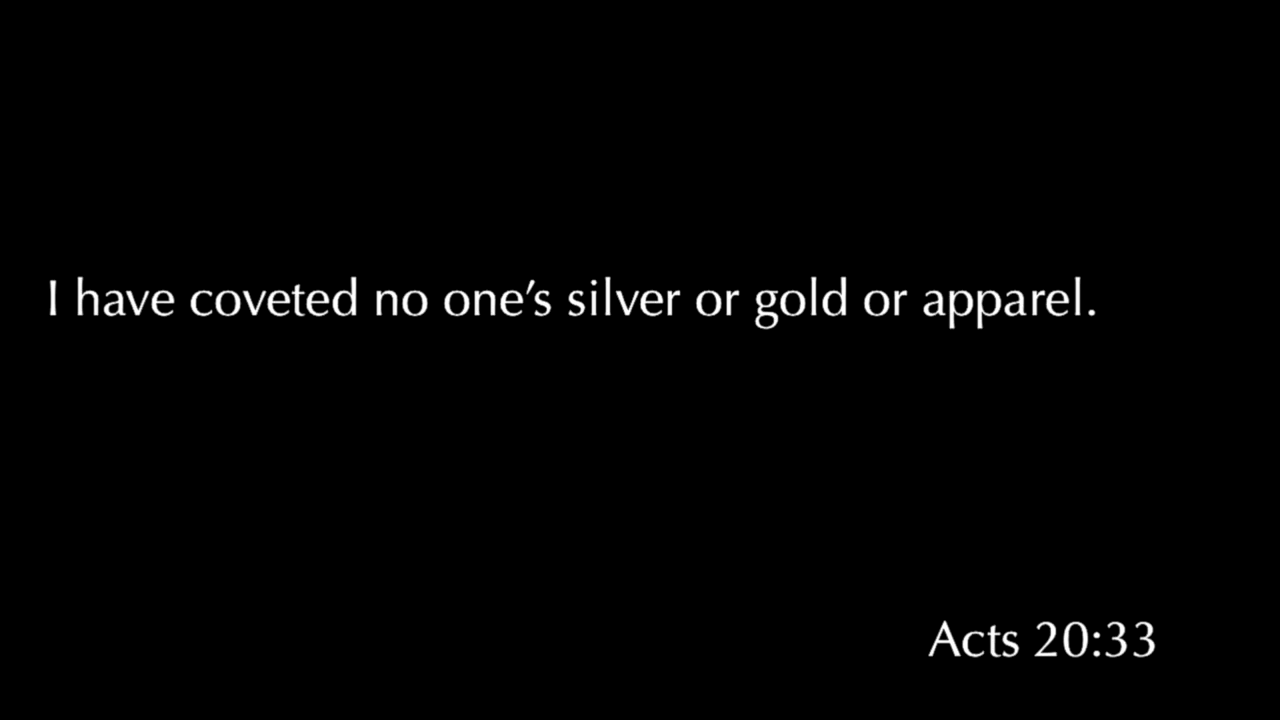 I have coveted no one’s silver or gold or apparel.
Acts 20:33